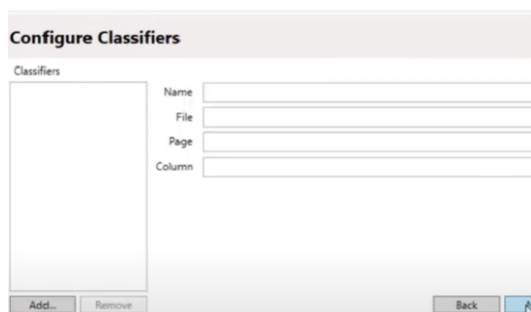 Configure Classifiers
Classifiers
Name
File
Page
Column
Add...
Remove
Back